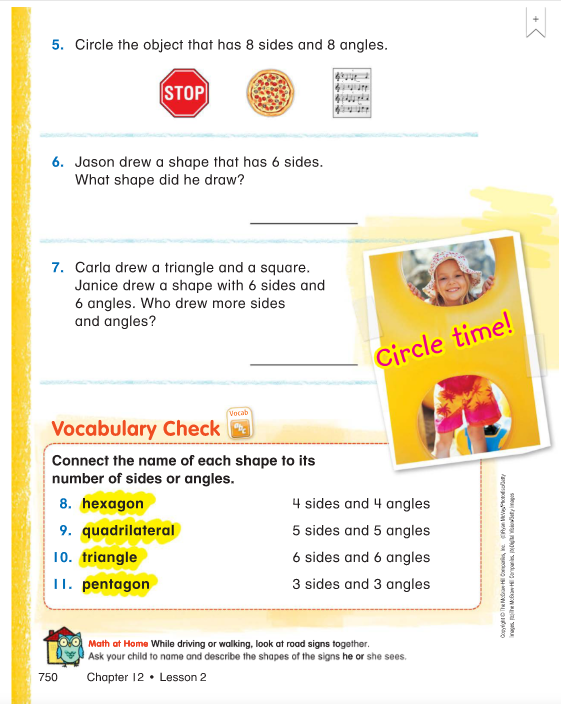 5. Circle the object that has 8 sides and 8 angles.
STOP
6. Jason drew a shape that has 6 sides.
What shape did he draw?
7. Carla drew a triangle and a square.
Janice drew a shape with 6 sides and
6 angles. Who drew more sides
and angles?
Circle time!
Vocabulary Check
Vocab
ABC
Connect the name of each shape to its
number of sides or angles.
8. hexagon 4 sides and 4 angles
9. quadrilateral 5 sides and 5 angles
10. triangle 6 sides and 6 angles
11. pentagon 3 sides and 3 angles
Math at Home While driving or walking, look at road signs together.
Ask your child to name and describe the shapes of the signs he or she sees.
750 Chapter 12 • Lesson 2
Copyright © The McGraw-Hill Companies, Inc.
Images, (b)The McGraw-Hill Companies, (b)Digital Vision/Getty Images